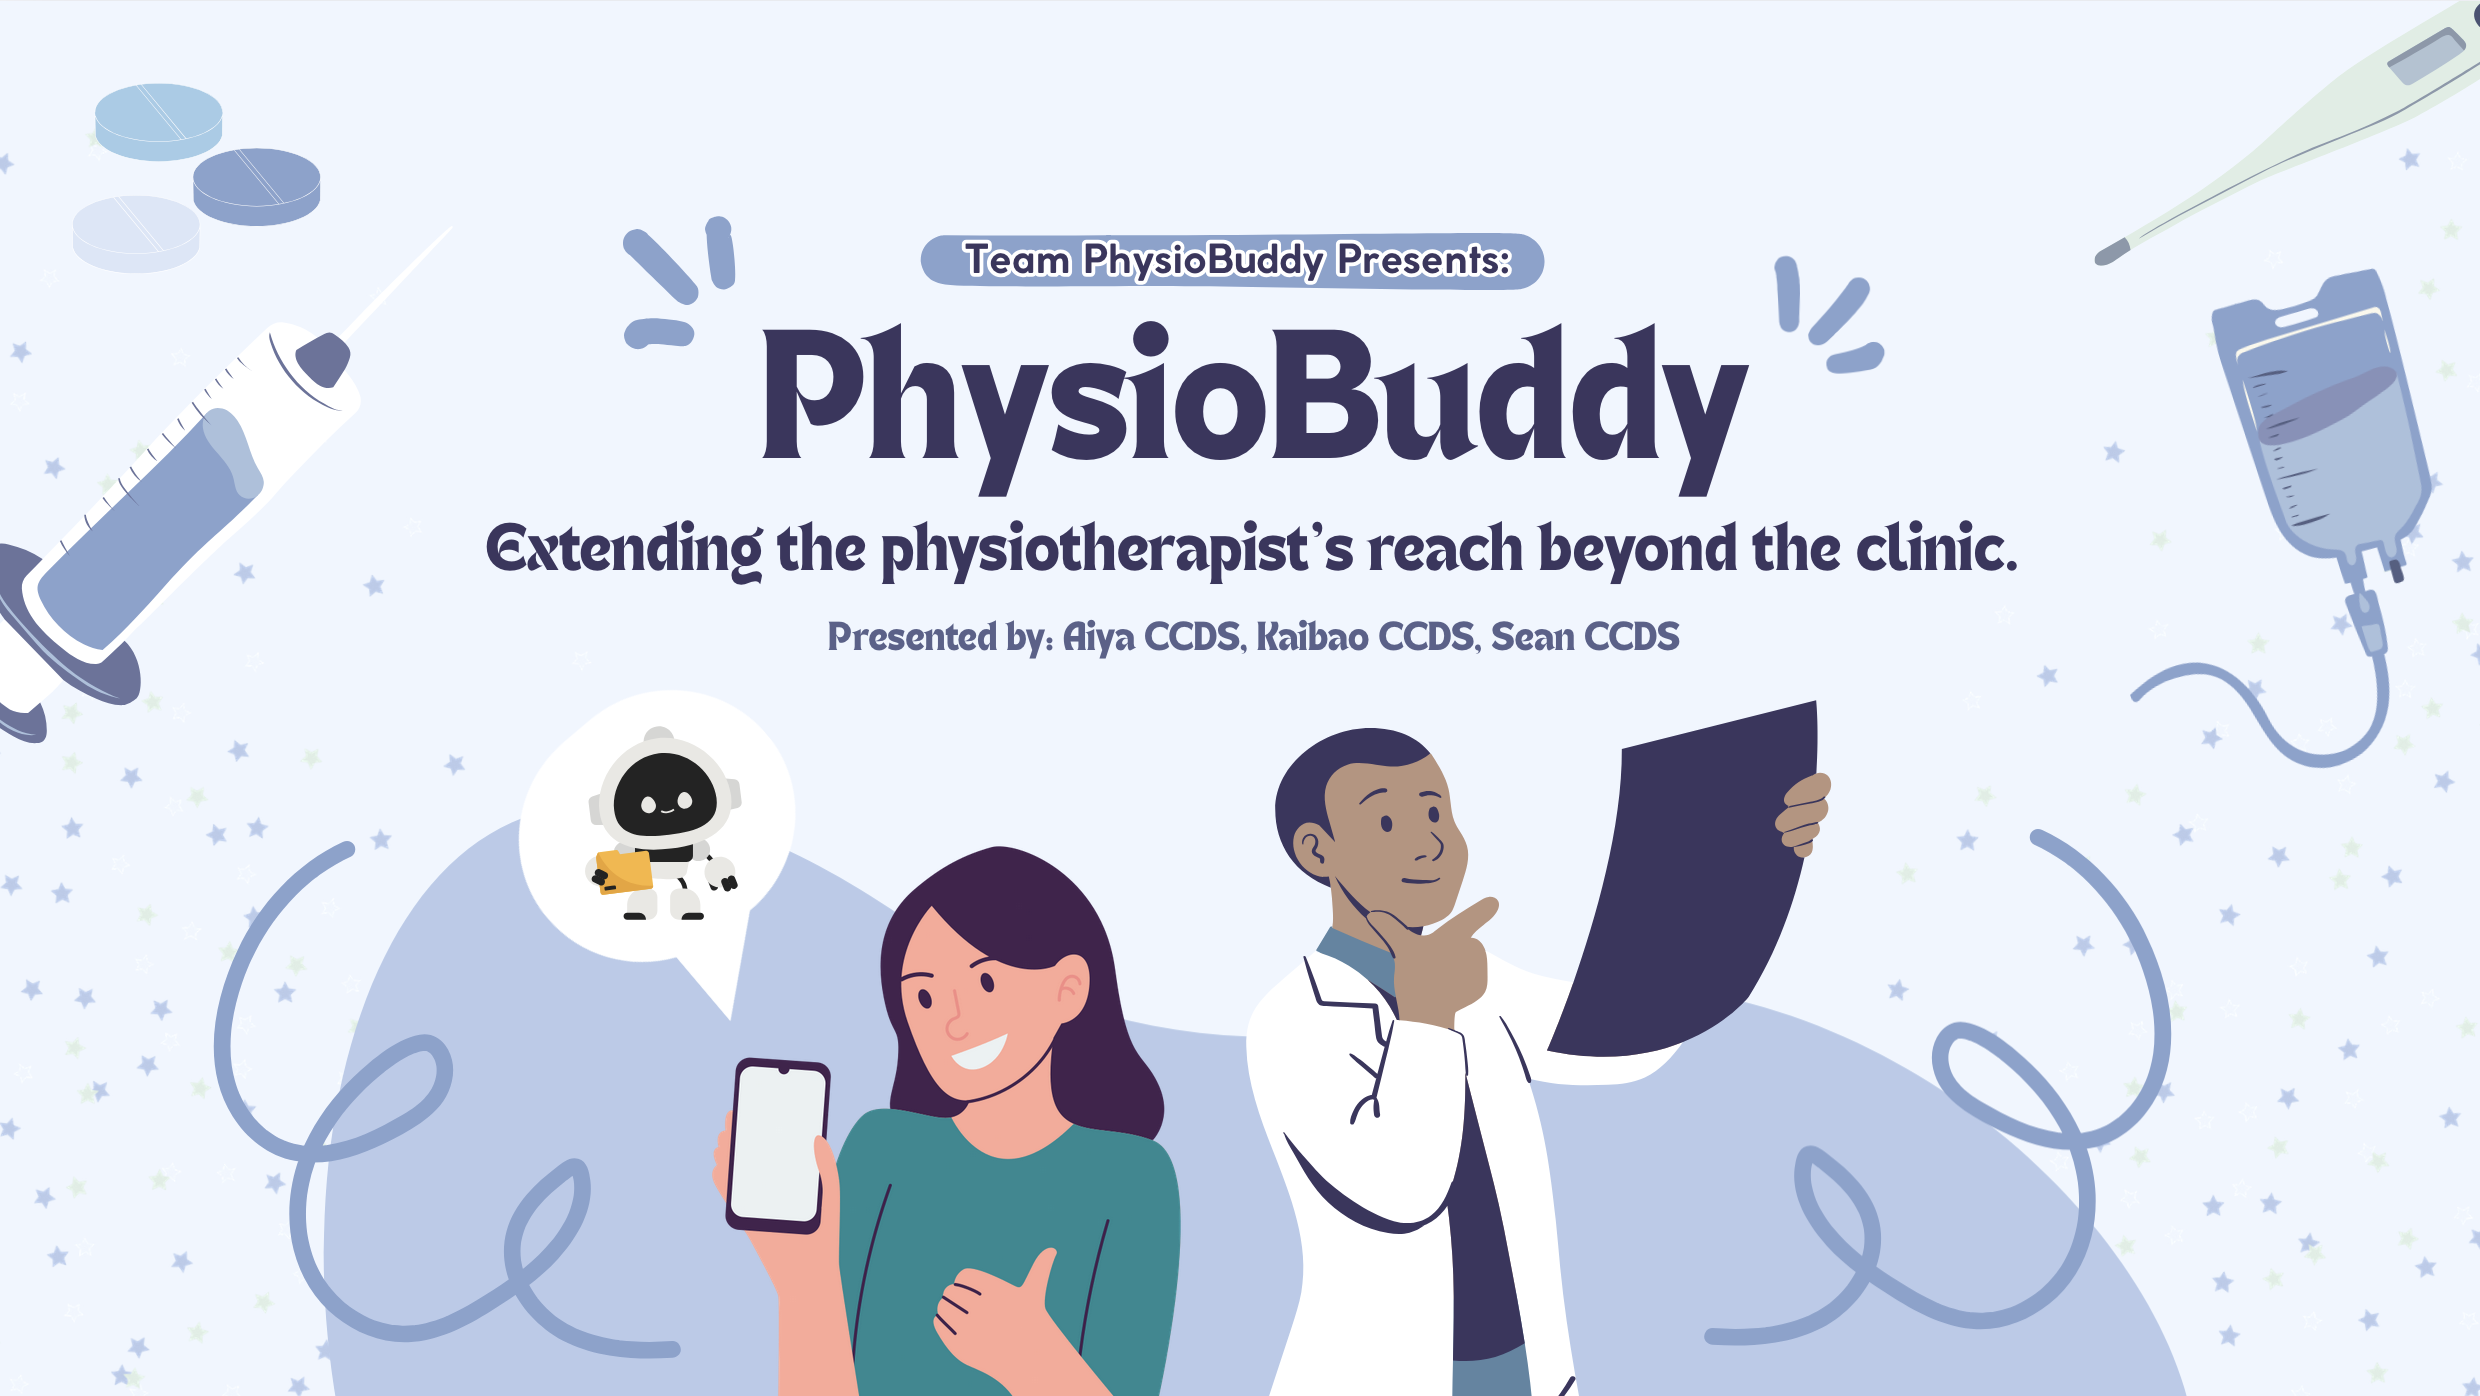 Team PhysioBuddy Presents:
PhysioBuddy
Extending the physiotherapist’s reach beyond the clinic.
Presented by: Aiya CCDS, Kaibao CCDS, Sean CCDS